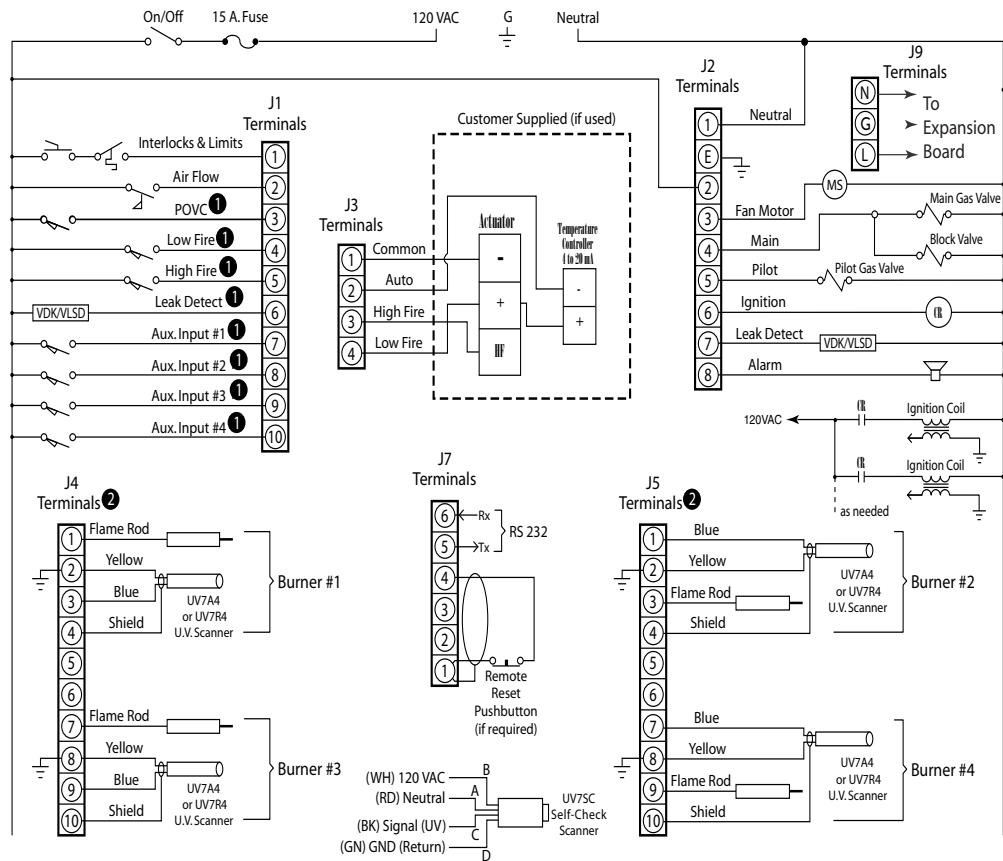 On/Off
15 A. Fuse
120 VAC
G
Neutral
J1
Terminals
Interlocks & Limits
1
Air Flow
2
POVC 1
3
Low Fire 1
4
High Fire 1
5
Leak Detect 1
VDK/VLSD
6
Aux. Input #1 1
7
Aux. Input #2 1
8
Aux. Input #3 1
9
Aux. Input #4 1
10
Customer Supplied (if used)
J3
Terminals
1
Common
2
Auto
3
High Fire
4
Low Fire
Actuator
-
+
HF
Temperature
Controller
4 to 20 mA
-
+
J2
Terminals
1
Neutral
E
2
3
Fan Motor
MS
4
Main
Main Gas Valve
Block Valve
5
Pilot
Pilot Gas Valve
6
Ignition
CR
7
Leak Detect
VDK/VLSD
8
Alarm
J9
Terminals
N
To
G
Expansion
L
Board
120VAC
CR
Ignition Coil
CR
Ignition Coil
as needed
J4
Terminals 2
1
Flame Rod
2
Yellow
3
Blue
4
Shield
UV7A4
or UV7R4
U.V. Scanner
Burner #1
5
6
7
Flame Rod
8
Yellow
9
Blue
10
Shield
UV7A4
or UV7R4
U.V. Scanner
Burner #3
J7
Terminals
6
Rx
5
Tx
RS 232
4
3
2
1
Remote
Reset
Pushbutton
(if required)
(WH) 120 VAC
B
(RD) Neutral
A
(BK) Signal (UV)
C
(GN) GND (Return)
D
UV7SC
Self-Check
Scanner
J5
Terminals 2
1
Blue
2
Yellow
3
Flame Rod
4
Shield
UV7A4
or UV7R4
U.V. Scanner
Burner #2
5
6
7
Blue
8
Yellow
9
Flame Rod
10
Shield
UV7A4
or UV7R4
U.V. Scanner
Burner #4